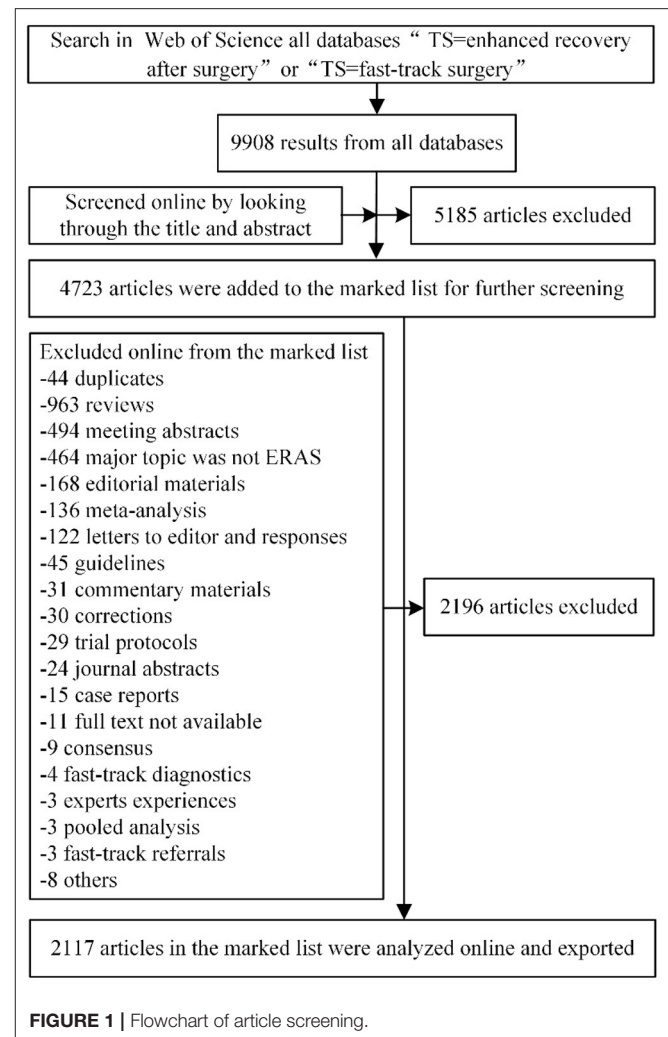 Search in Web of Science all databases “ TS=enhanced recovery
after surgery” or “TS=fast-track surgery”
9908 results from all databases
Screened online by looking
through the title and abstract
5185 articles excluded
4723 articles were added to the marked list for further screening
Excluded online from the marked list
-44 duplicates
-963 reviews
-494 meeting abstracts
-464 major topic was not ERAS
-168 editorial materials
-136 meta-analysis
-122 letters to editor and responses
-45 guidelines
-31 commentary materials
-30 corrections
-29 trial protocols
-24 journal abstracts
-15 case reports
-11 full text not available
-9 consensus
-4 fast-track diagnostics
-3 experts experiences
-3 pooled analysis
-3 fast-track referrals
-8 others
2196 articles excluded
2117 articles in the marked list were analyzed online and exported
FIGURE 1 | Flowchart of article screening.